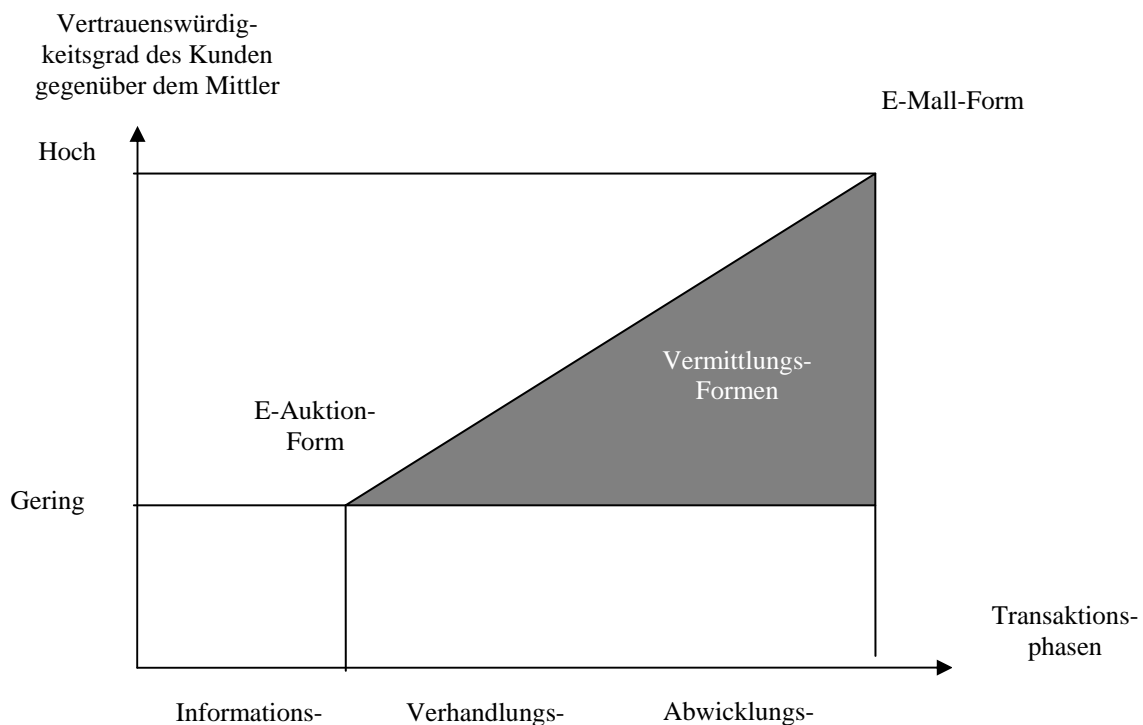 Vertrauenswürdig-
keitsgrad des Kunden
gegenüber dem Mittler
E-Mall-Form
Hoch
Vermittlungs-
Formen
E-Auktion-
Form
Gering
Transaktions-
phasen
Informations-
Verhandlungs-
Abwicklungs-